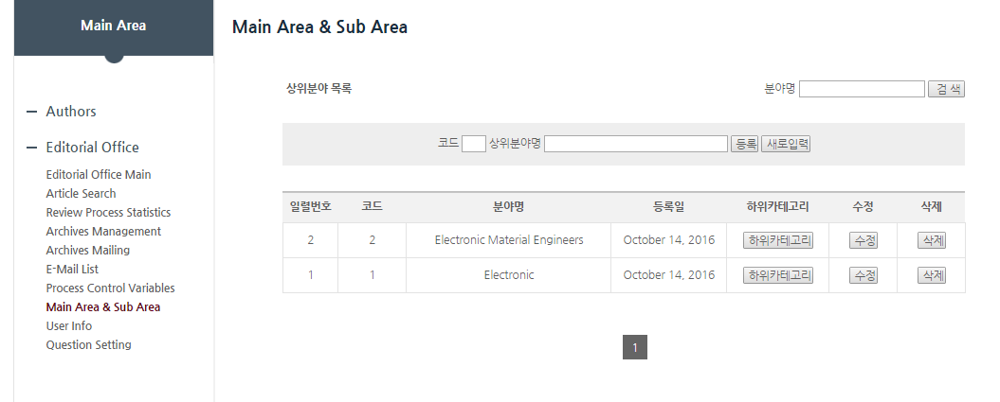 Main Area
Main Area & Sub Area
Authors
Editorial Office
Editorial Office Main
Article Search
Review Process Statistics
Archives Management
Archives Mailing
E-Mail List
Process Control Variables
Main Area & Sub Area
User Info
Question Setting
상위분야 목록
분야명 검 색
코드 상위분야명 등록 새로입력
일렬번호 코드 분야명 등록일 하위카테고리 수정 삭제
2 2 Electronic Material Engineers October 14, 2016 하위카테고리 수정 삭제
1 1 Electronic October 14, 2016 하위카테고리 수정 삭제
1